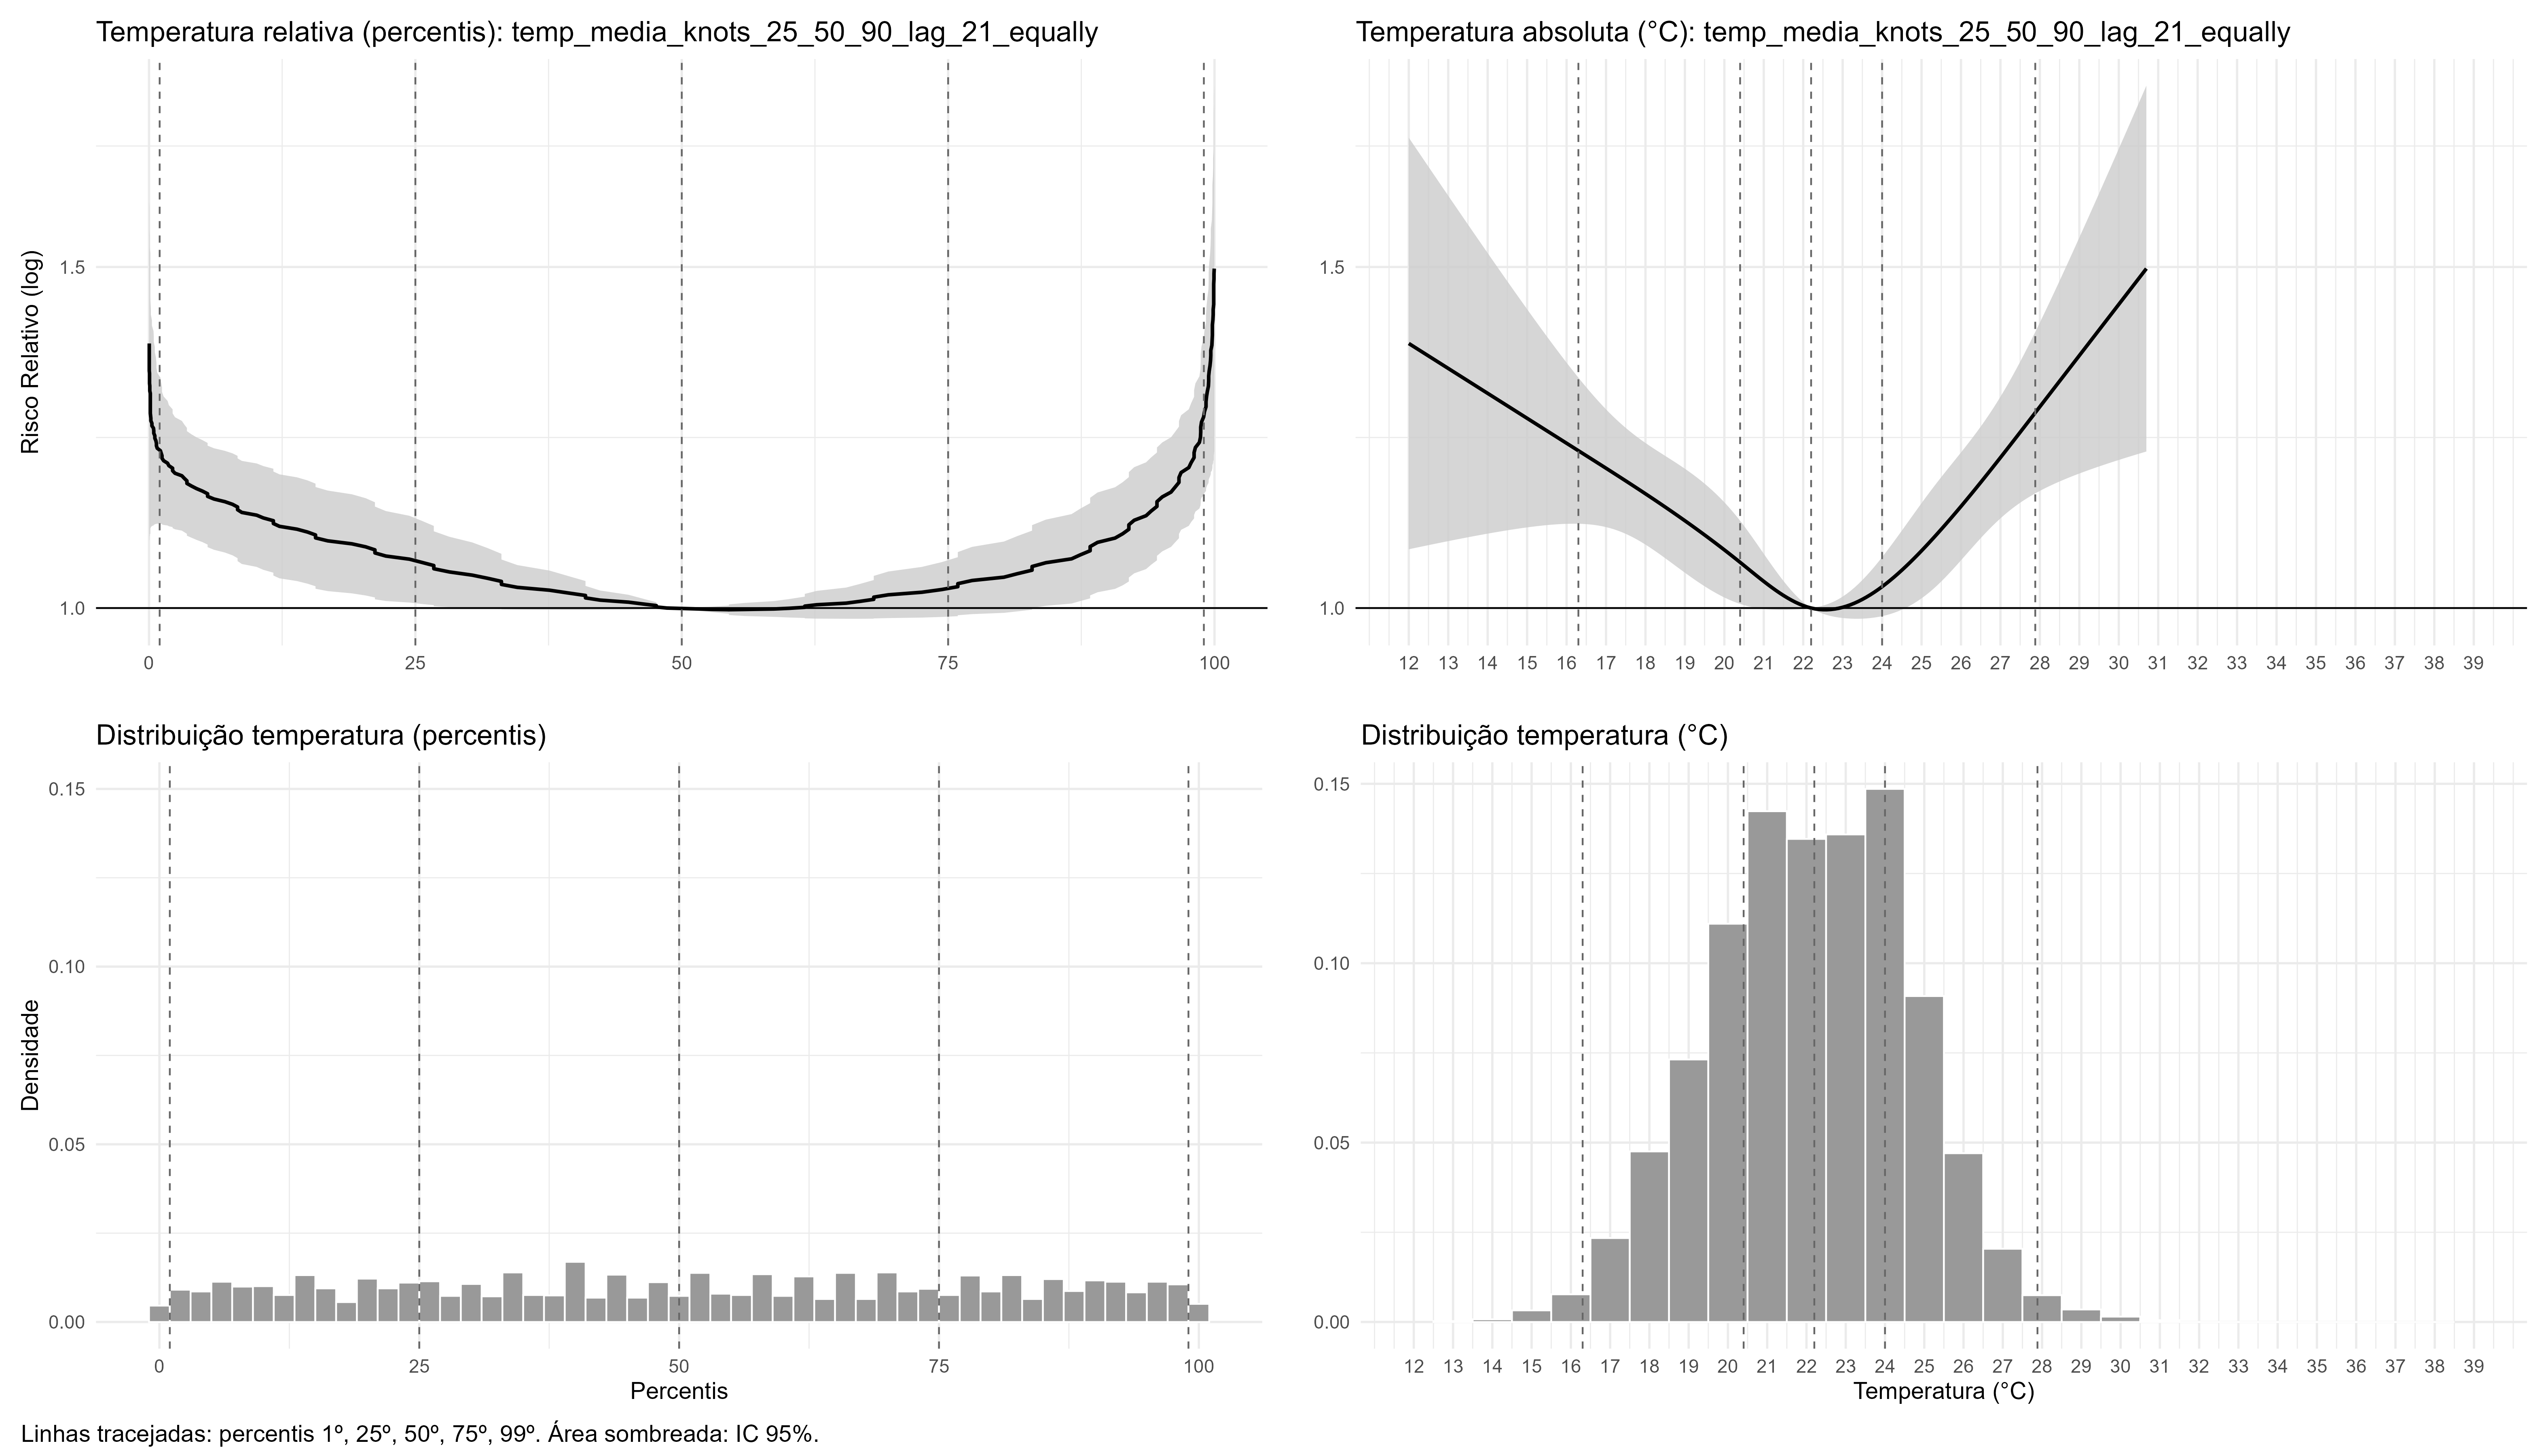 Temperatura relativa (percentis): temp_media_knots_25_50_90_lag_21_equally
Risco Relativo (log)
1.5
1.0
0 25 50 75 100
Temperatura absoluta (°C): temp_media_knots_25_50_90_lag_21_equally
1.5
1.0
12 13 14 15 16 17 18 19 20 21 22 23 24 25 26 27 28 29 30 31 32 33 34 35 36 37 38 39
Distribuição temperatura (percentis)
Densidade
0.15
0.10
0.05
0.00
0 25 50 75 100
Percentis
Distribuição temperatura (°C)
0.15
0.10
0.05
0.00
12 13 14 15 16 17 18 19 20 21 22 23 24 25 26 27 28 29 30 31 32 33 34 35 36 37 38 39
Temperatura (°C)
Linhas tracejadas: percentis 1º, 25º, 50º, 75º, 99º. Área sombreada: IC 95%.